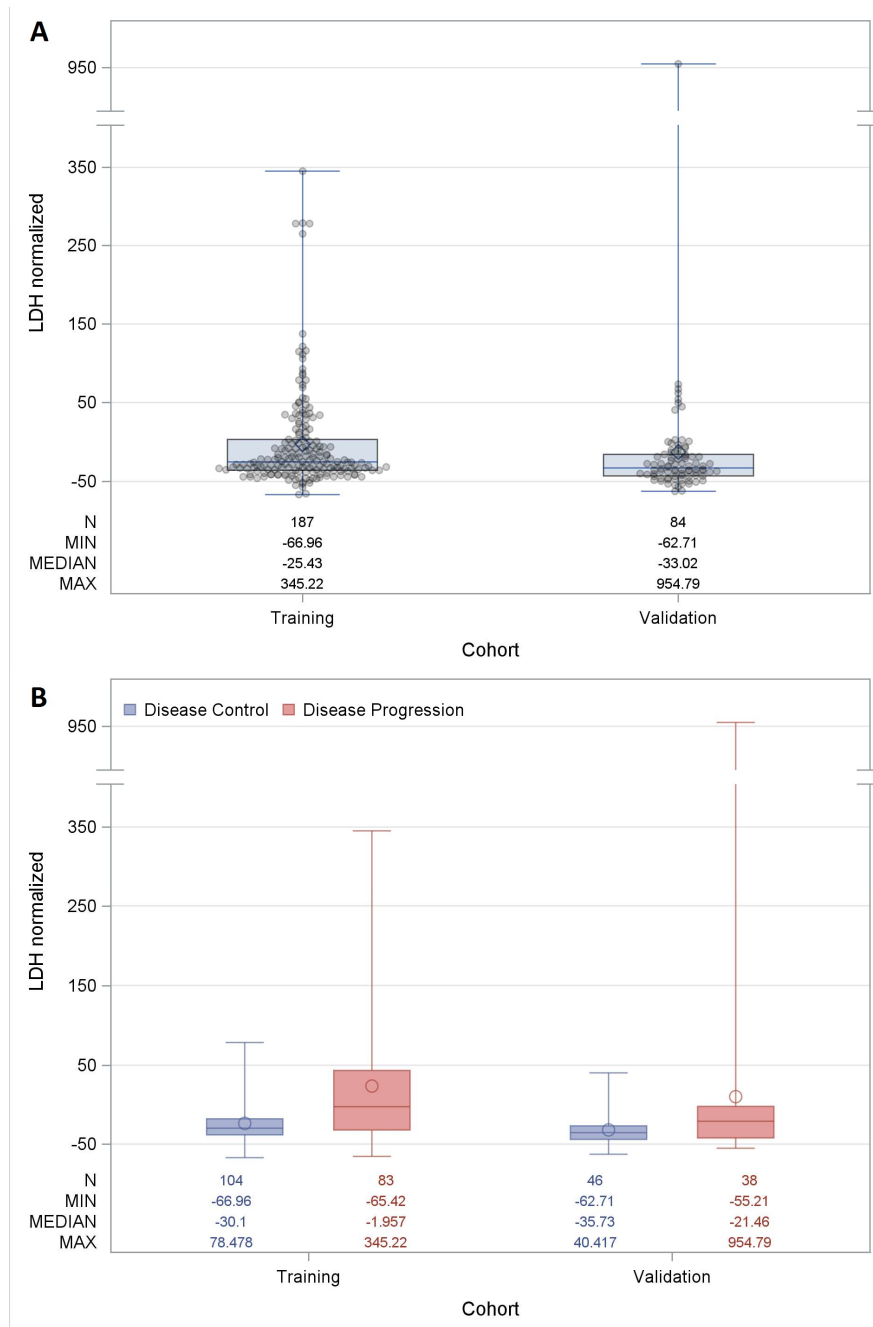 A
950
350
250
150
50
-50
LDH normalized
N 187 84
MIN -66.96 -62.71
MEDIAN -25.43 -33.02
MAX 345.22 954.79
Training Validation
Cohort
B
Disease Control Disease Progression
950
350
250
150
50
-50
LDH normalized
N 104 83 46 38
MIN -66.96 -65.42 -62.71 -55.21
MEDIAN -30.1 -1.957 -35.73 -21.46
MAX 78.478 345.22 40.417 954.79
Training Validation
Cohort